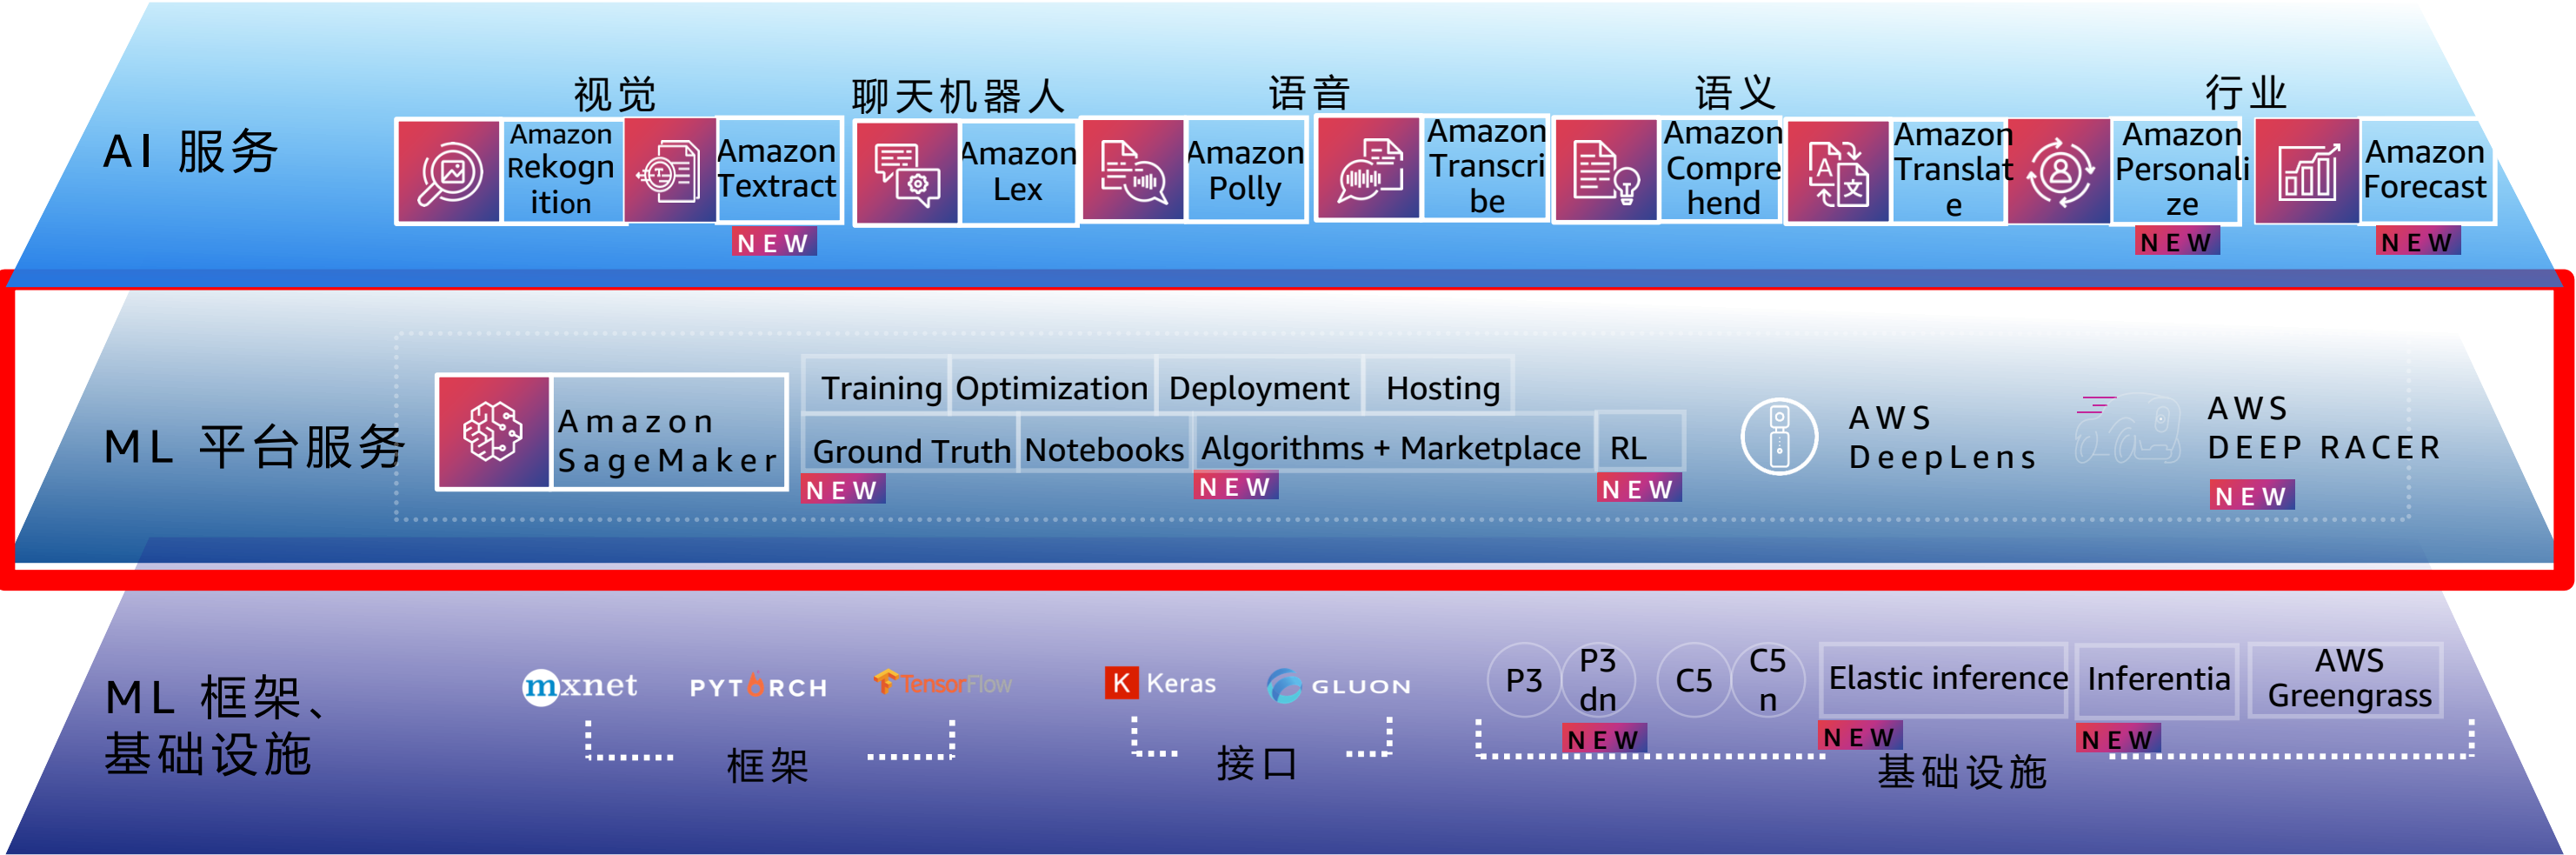 视觉
聊天机器人
语音
语义
行业
AI 服务
Amazon
Rekogn
ition
Amazon
Textract
NEW
Amazon
Lex
Amazon
Polly
Amazon
Transcri
be
Amazon
Compre
hend
Amazon
Translat
e
Amazon
Personali
ze
NEW
Amazon
Forecast
NEW
ML 平台服务
Amazon
SageMaker
Training
Optimization
Deployment
Hosting
Ground Truth
NEW
Notebooks
Algorithms + Marketplace
NEW
RL
NEW
AWS
DeepLens
AWS
DEEP RACER
NEW
ML 框架、
基础设施
mxnet
PYTORCH
TensorFlow
框架
K Keras
GLUON
接口
P3
P3
dn
NEW
C5
C5
n
Elastic inference
NEW
Inferentia
NEW
AWS
Greengrass
基础设施